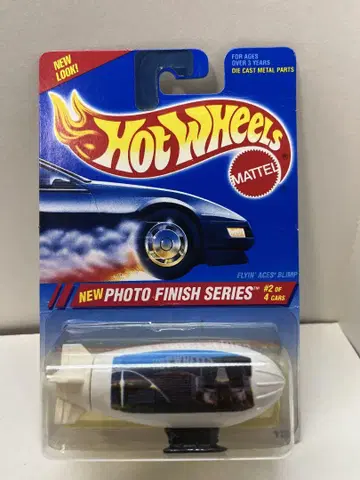 NEW
LOOK!
FOR AGES
OVER 3 YEARS
DIE CAST METAL PARTS
HOT WHEELS
MATTEL
FLYIN' ACES BLIMP
NEW PHOTO FINISH SERIES™ #2 OF
4 CARS